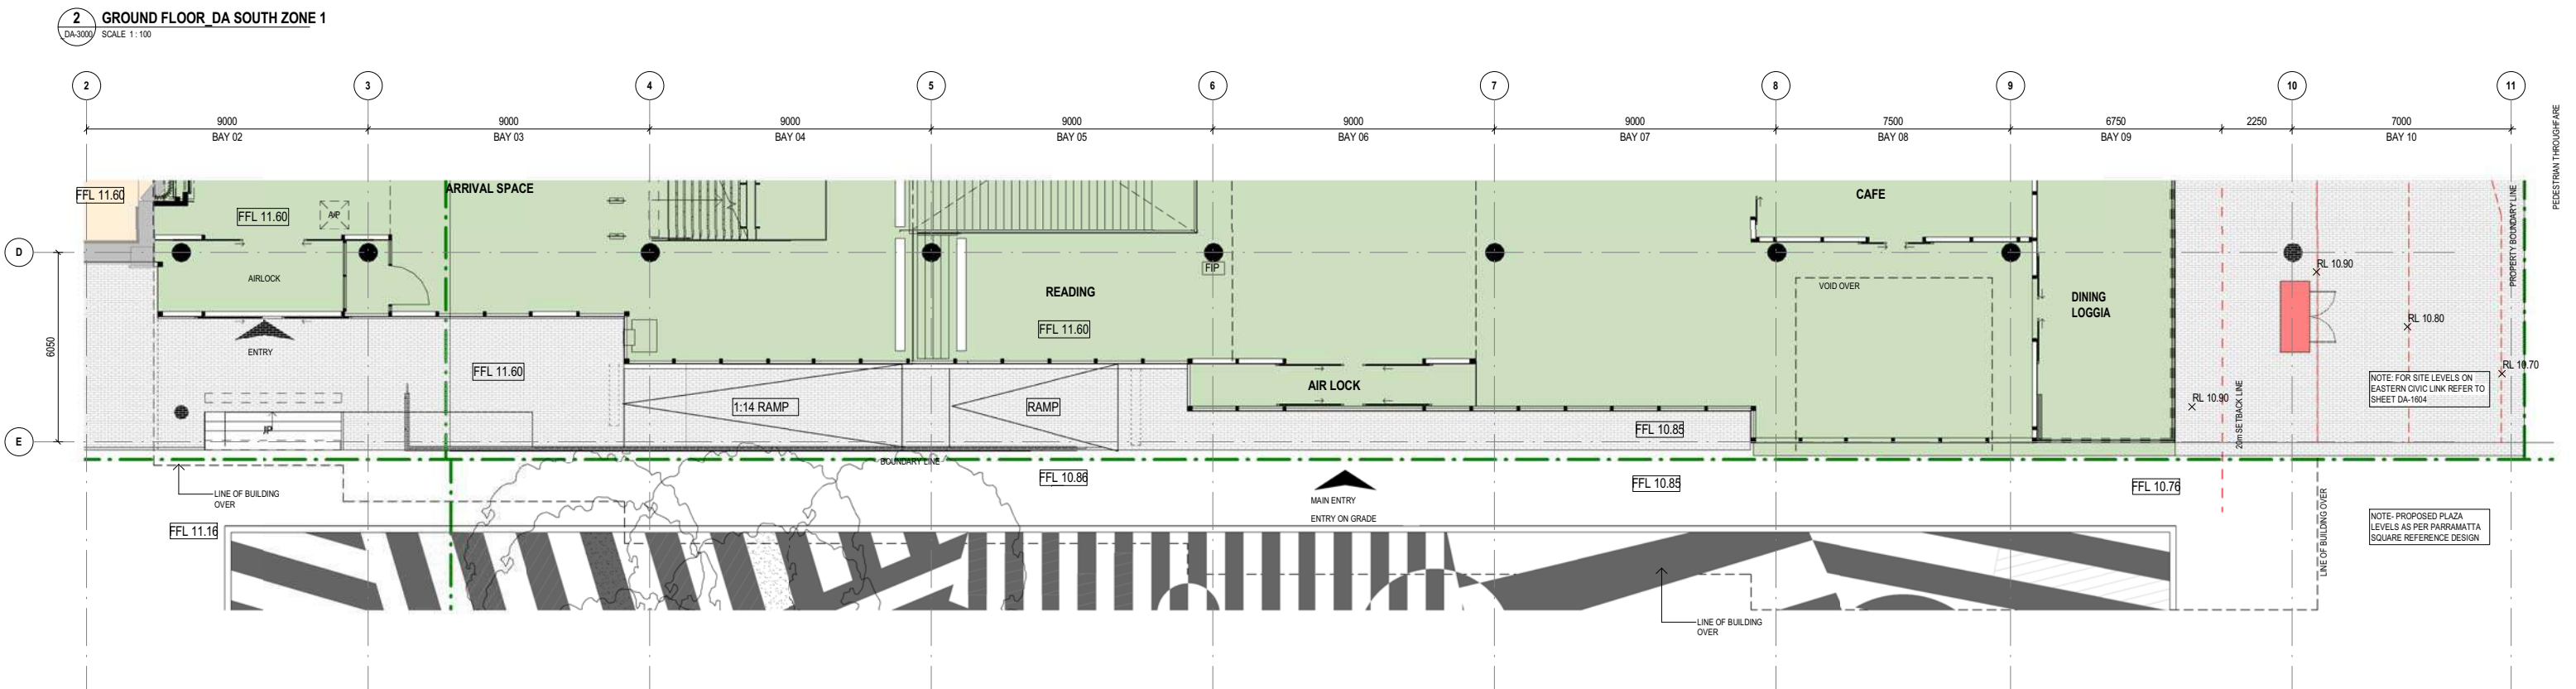 2
GROUND FLOOR_DA SOUTH ZONE 1
DA-3000
SCALE 1 : 100
2
3
4
5
6
7
8
9
10
11
9000
9000
9000
9000
9000
9000
7500
6750
2250
7000
BAY 02
BAY 03
BAY 04
BAY 05
BAY 06
BAY 07
BAY 08
BAY 09
BAY 10
PEDESTRIAN THROUGHFARE
FFL 11.60
FFL 11.60
A/P
ARRIVAL SPACE
CAFE
PROPERTY BOUNDARY LINE
D
AIRLOCK
FIP
READING
FFL 11.60
VOID OVER
DINING
LOGGIA
RL 10.90
RL 10.80
6050
ENTRY
FFL 11.60
1:14 RAMP
RAMP
AIR LOCK
RL 10.70
RL 10.90
20m SETBACK LINE
NOTE: FOR SITE LEVELS ON
EASTERN CIVIC LINK REFER TO
SHEET DA-1604
UP
FFL 10.85
E
BOUNDARY LINE
FFL 10.86
FFL 10.85
FFL 10.76
LINE OF BUILDING
OVER
MAIN ENTRY
ENTRY ON GRADE
FFL 11.16
LINE OF BUILDING OVER
NOTE- PROPOSED PLAZA
LEVELS AS PER PARRAMATTA
SQUARE REFERENCE DESIGN
LINE OF BUILDING
OVER